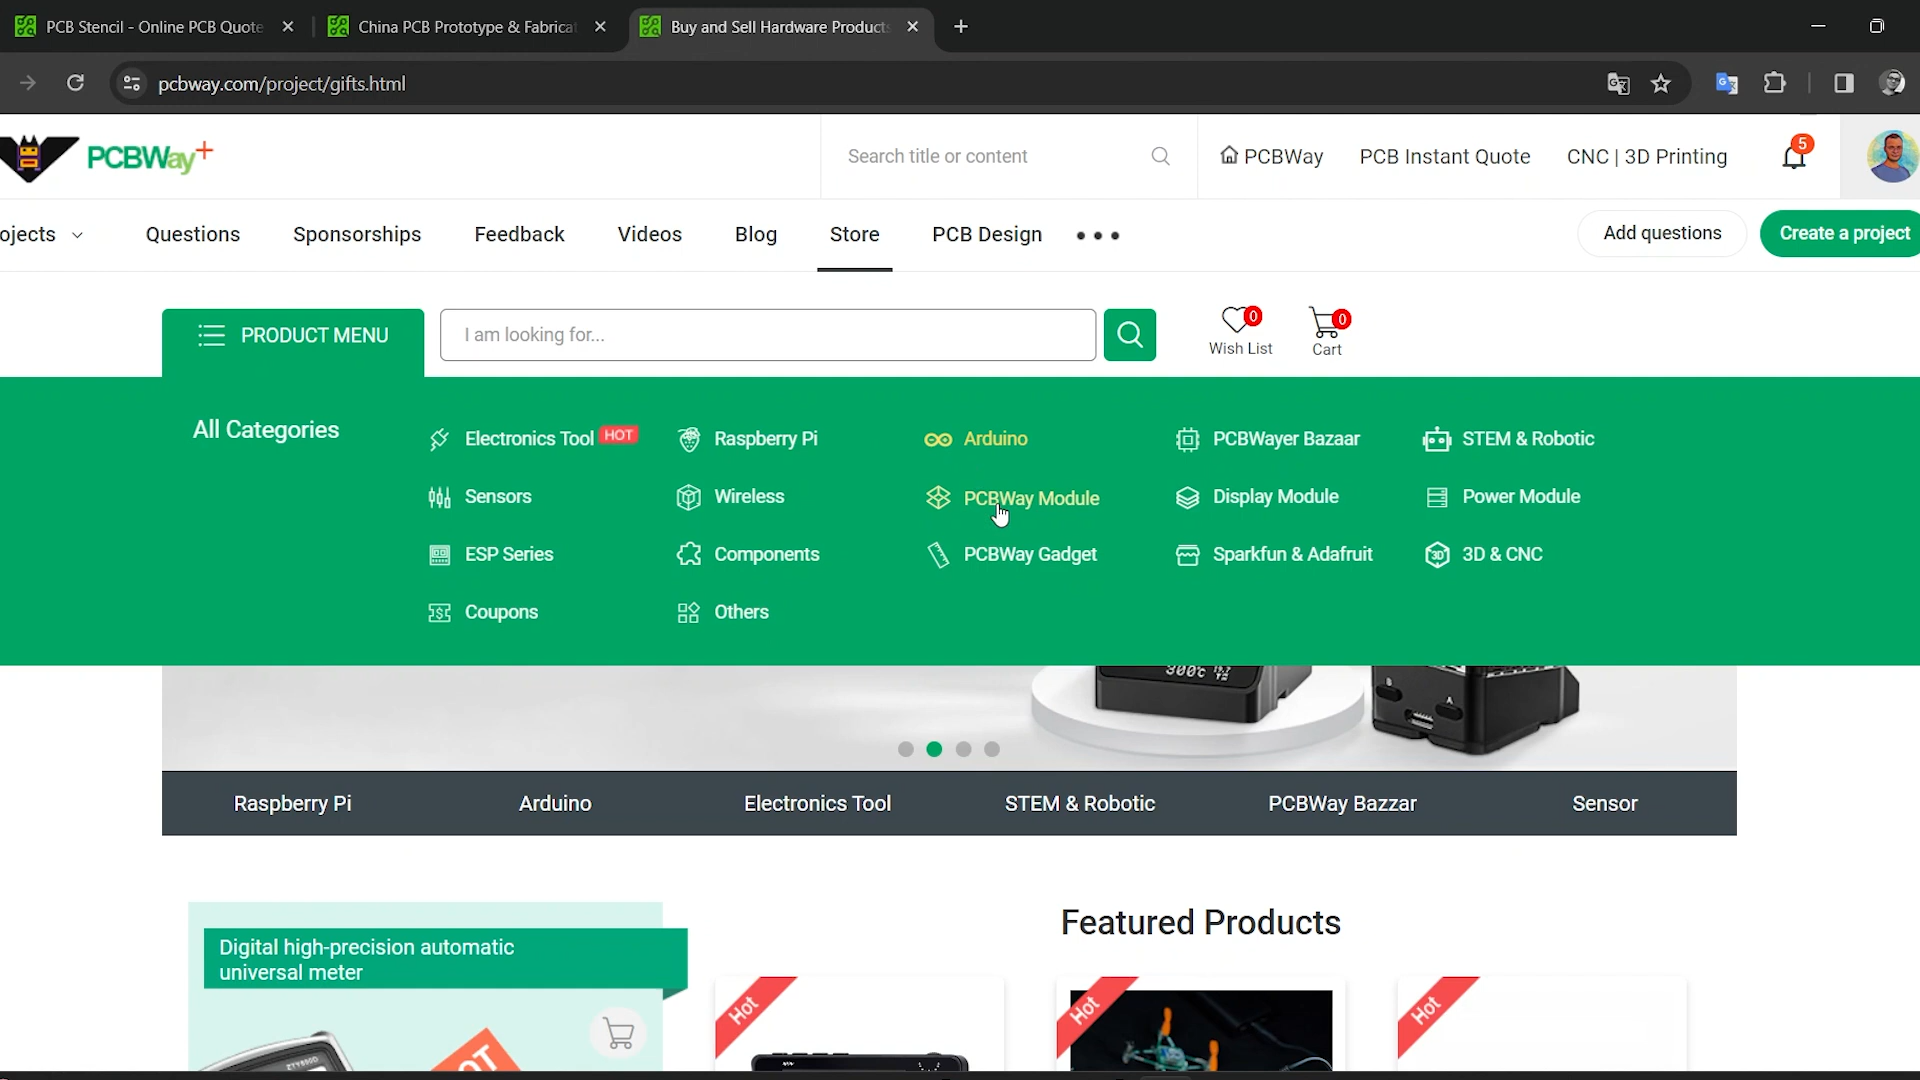 PCB Stencil - Online PCB Quote
China PCB Prototype & Fabricat
Buy and Sell Hardware Products
pcbway.com/project/gifts.html
PCBWay+
Search title or content
PCBWay
PCB Instant Quote
CNC | 3D Printing
5
ojects
Questions
Sponsorships
Feedback
Videos
Blog
Store
PCB Design
Add questions
Create a project
PRODUCT MENU
I am looking for...
0
Wish List
0
Cart
All Categories
Electronics Tool HOT
Raspberry Pi
Arduino
PCBWayer Bazaar
STEM & Robotic
Sensors
Wireless
PCBWay Module
Display Module
Power Module
ESP Series
Components
PCBWay Gadget
Sparkfun & Adafruit
3D & CNC
Coupons
Others
300c
B
A
Raspberry Pi
Arduino
Electronics Tool
STEM & Robotic
PCBWay Bazzar
Sensor
Featured Products
Digital high-precision automatic
universal meter
Hot
Hot
Hot